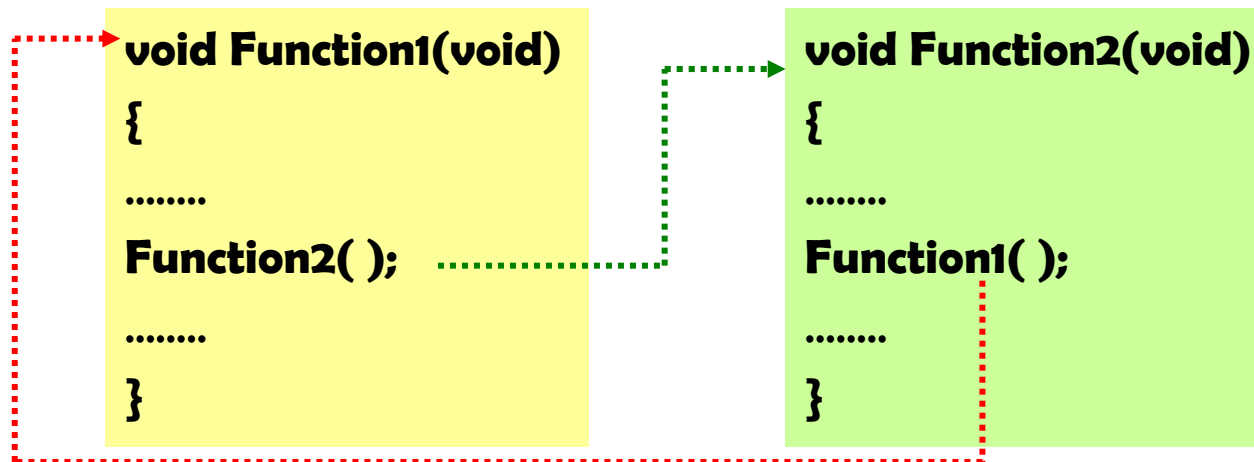 void Function1(void)
{
........
Function2( );
........
}
void Function2(void)
{
........
Function1( );
........
}